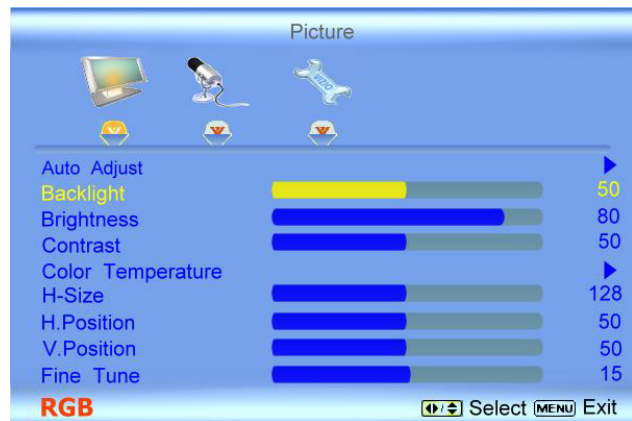 Picture
VIZIO
Auto Adjust
Backlight 50
Brightness 80
Contrast 50
Color Temperature
H-Size 128
H.Position 50
V.Position 50
Fine Tune 15
RGB Select MENU Exit